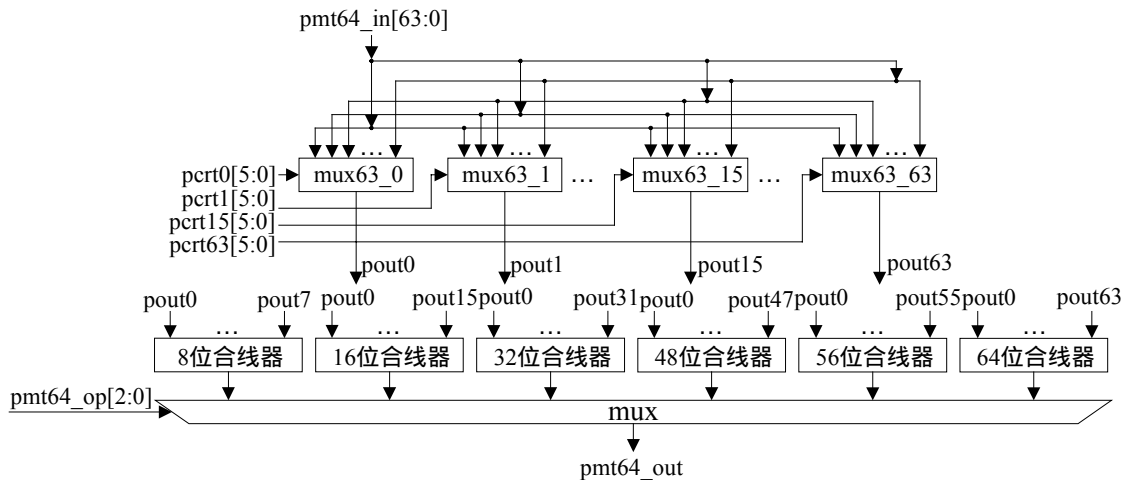 pmt64_in[63:0]
... ... ... ...
pcrt0[5:0] mux63_0 mux63_1 ... mux63_15 ... mux63_63
pcrt1[5:0]
pcrt15[5:0]
pcrt63[5:0]
pout0 pout1 pout15 pout63
pout0 pout7 pout0 pout15 pout0 pout31 pout0 pout47 pout0 pout55 pout0 pout63
... ... ... ... ... ...
8位合线器 16位合线器 32位合线器 48位合线器 56位合线器 64位合线器
pmt64_op[2:0] mux
pmt64_out